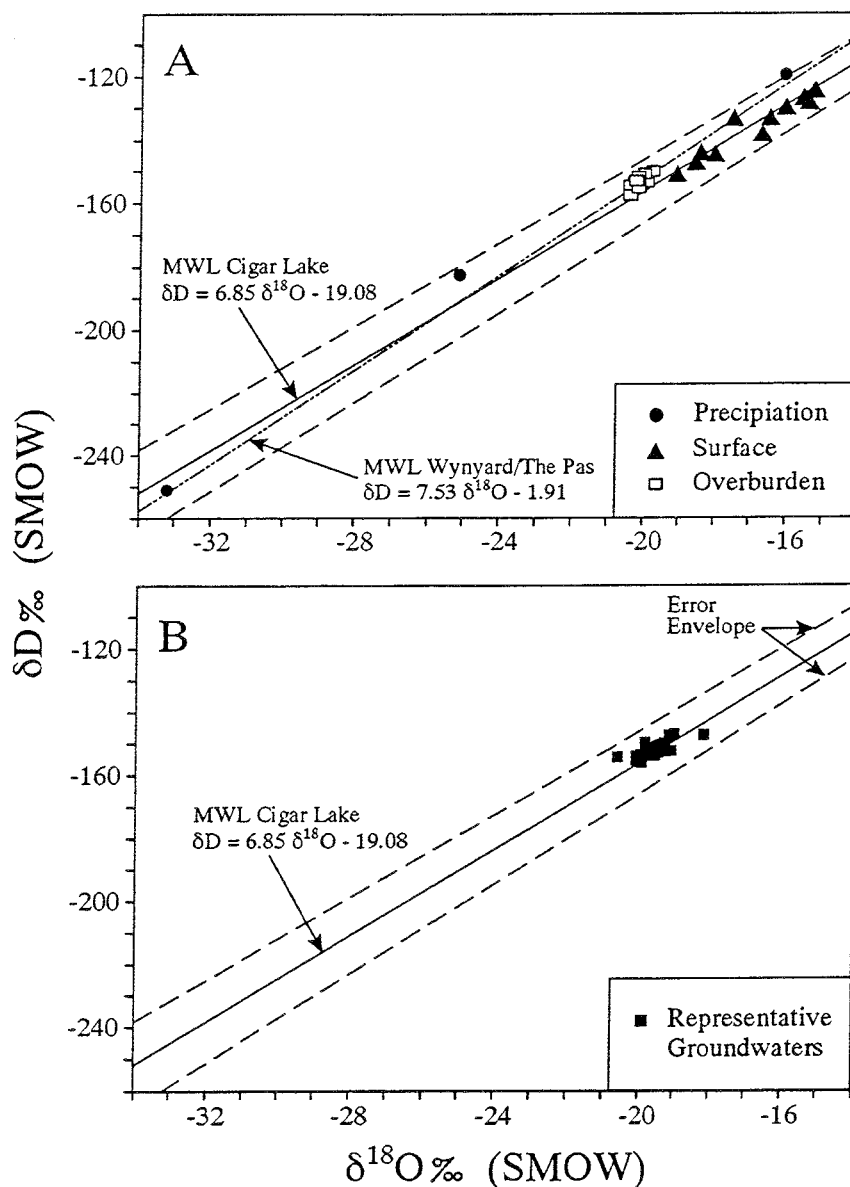 A
-120
-160
-200
-240
MWL Cigar Lake
δD = 6.85 δ¹⁸O - 19.08
MWL Wynyard/The Pas
δD = 7.53 δ¹⁸O - 1.91
Precipiation
Surface
Overburden
-32
-28
-24
-20
-16
δD‰ (SMOW)
B
Error
Envelope
-120
-160
-200
-240
MWL Cigar Lake
δD = 6.85 δ¹⁸O - 19.08
Representative
Groundwaters
-32
-28
-24
-20
-16
δ¹⁸O‰ (SMOW)